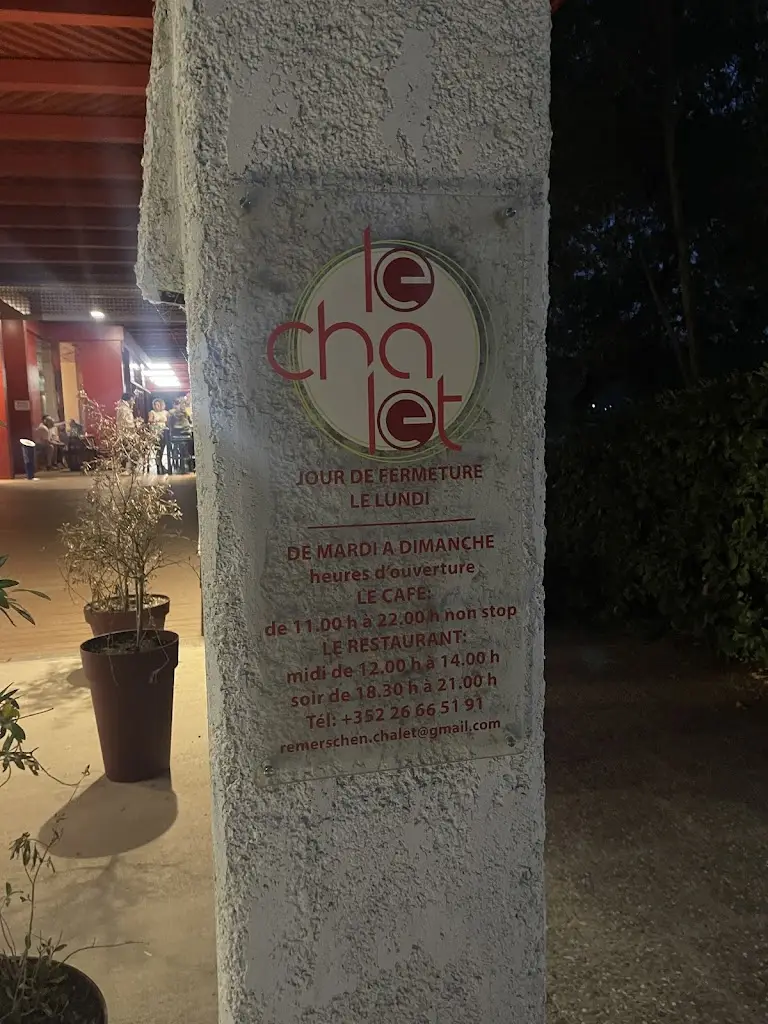 le
cha
let
JOUR DE FERMETURE
LE LUNDI
DE MARDI A DIMANCHE
heures d'ouverture
LE CAFE:
de 11.00 h à 22.00 h non stop
LE RESTAURANT:
midi de 12.00 h à 14.00 h
soir de 18.30 h à 21.00 h
Tél: +352 26 66 51 91
remerschen.chalet@gmail.com